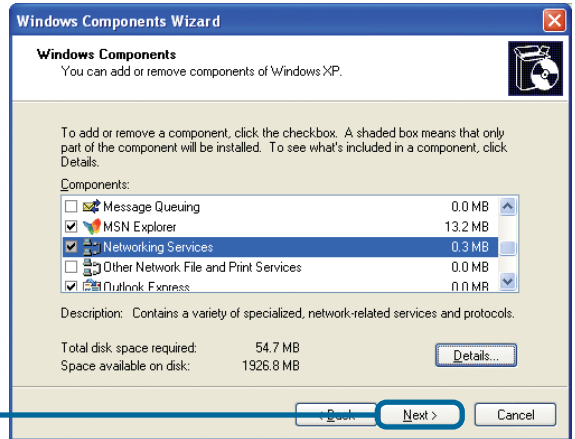 Windows Components Wizard
Windows Components
You can add or remove components of Windows XP.
To add or remove a component, click the checkbox. A shaded box means that only
part of the component will be installed. To see what's included in a component, click
Details.
Components:
Message Queuing 0.0 MB
MSN Explorer 13.2 MB
Networking Services 0.3 MB
Other Network File and Print Services 0.0 MB
Outlook Express 0.0 MB
Description: Contains a variety of specialized, network-related services and protocols.
Total disk space required: 54.7 MB
Space available on disk: 1926.8 MB
Details...
< Back Next > Cancel